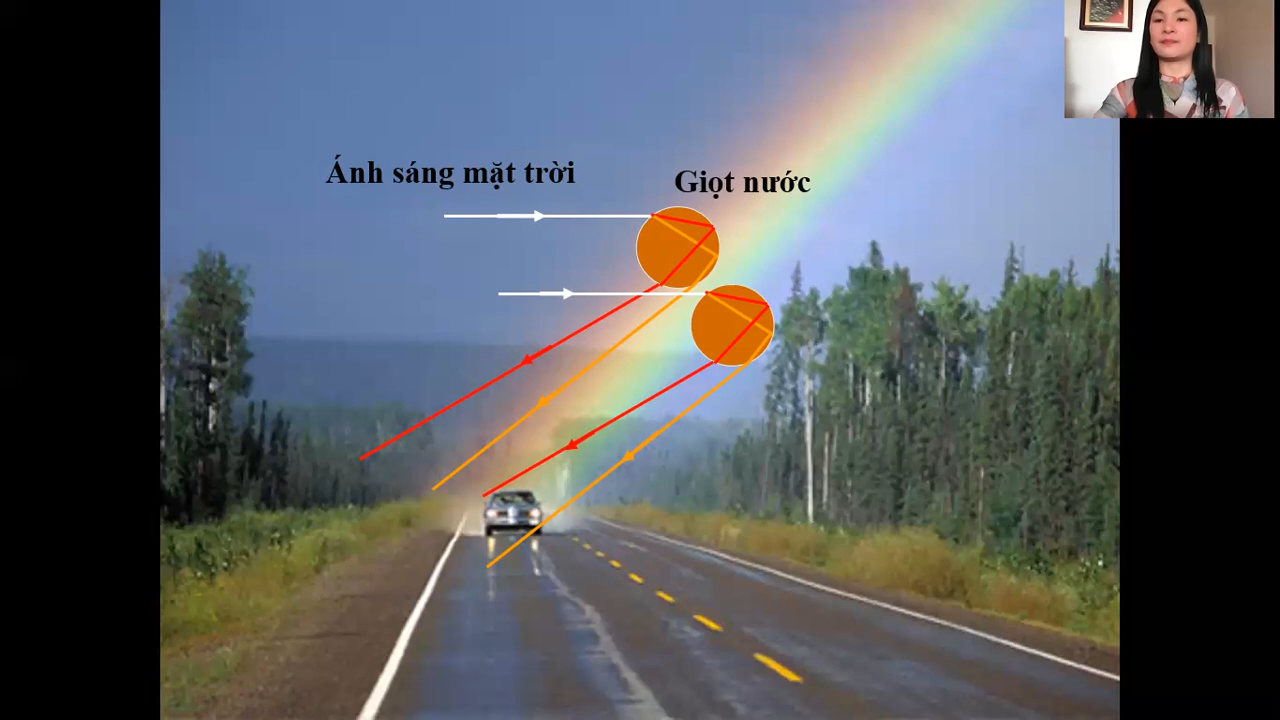 Ánh sáng mặt trời
Giọt nước